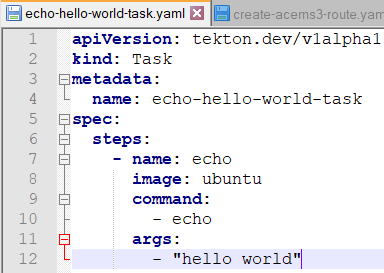 echo-hello-world-task.yaml create-acems3-route.yam
1 apiVersion: tekton.dev/v1alpha1
2 kind: Task
3 metadata:
4 name: echo-hello-world-task
5 spec:
6 steps:
7 - name: echo
8 image: ubuntu
9 command:
10 - echo
11 args:
12 - "hello world"